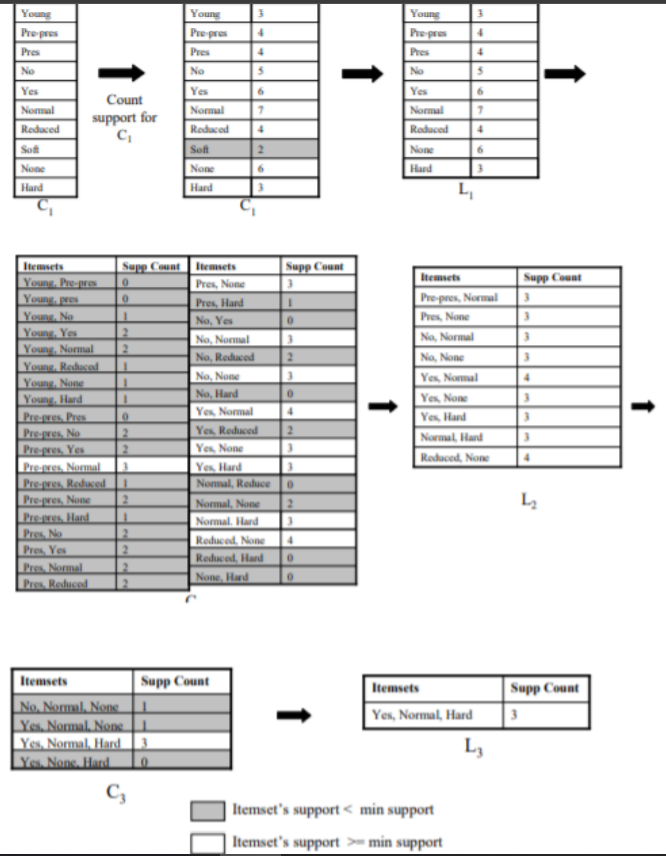 Young
Pre-pres
Pres
No
Yes
Normal
Reduced
Soft
None
Hard
C1
Count
support for
C1
Young 3
Pre-pres 4
Pres 4
No 5
Yes 6
Normal 7
Reduced 4
Soft 2
None 6
Hard 3
C1
Young 3
Pre-pres 4
Pres 4
No 5
Yes 6
Normal 7
Reduced 4
None 6
Hard 3
L1
Itemsets Supp Count
Young, Pre-pres 0
Young, pres 0
Young, No 1
Young, Yes 2
Young, Normal 2
Young, Reduced 1
Young, None 1
Young, Hard 1
Pre-pres, Pres 0
Pre-pres, No 2
Pre-pres, Yes 2
Pre-pres, Normal 3
Pre-pres, Reduced 1
Pre-pres, None 2
Pre-pres, Hard 1
Pres, No 2
Pres, Yes 2
Pres, Normal 2
Pres, Reduced 2
Itemsets Supp Count
Pres, None 3
Pres, Hard 1
No, Yes 0
No, Normal 3
No, Reduced 2
No, None 3
No, Hard 0
Yes, Normal 4
Yes, Reduced 2
Yes, None 3
Yes, Hard 3
Normal, Reduce 0
Normal, None 2
Normal. Hard 3
Reduced, None 4
Reduced, Hard 0
None, Hard 0
Itemsets Supp Count
Pre-pres, Normal 3
Pres, None 3
No, Normal 3
No, None 3
Yes, Normal 4
Yes, None 3
Yes, Hard 3
Normal, Hard 3
Reduced, None 4
L2
Itemsets Supp Count
No, Normal, None 1
Yes, Normal, None 1
Yes, Normal, Hard 3
Yes, None, Hard 0
C3
Itemsets Supp Count
Yes, Normal, Hard 3
L3
Itemset's support < min support
Itemset's support >= min support